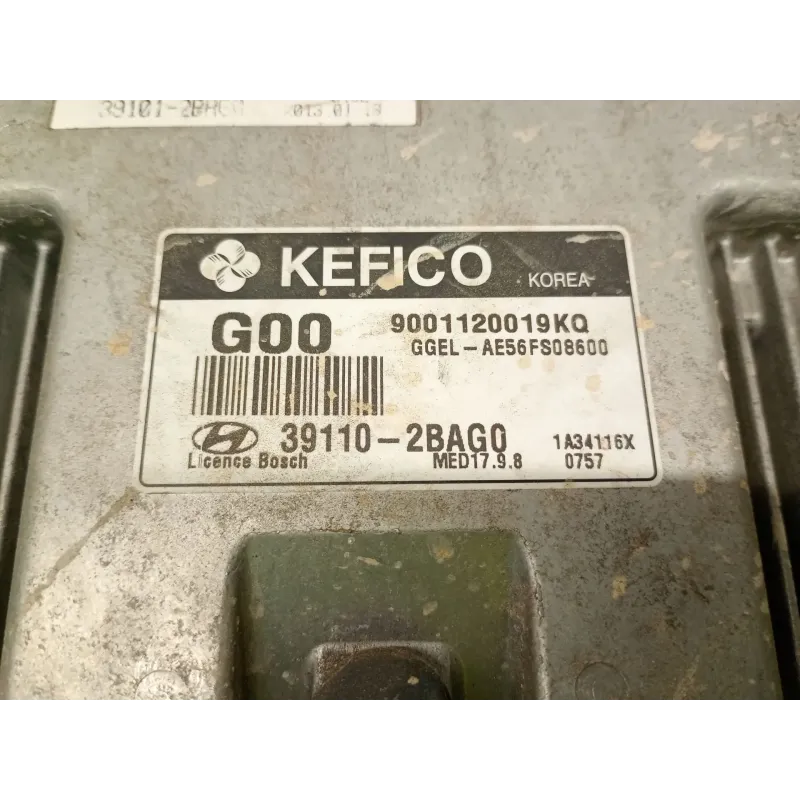 KEFICO KOREA
G00 9001120019KQ
GGEL-AE56FS08600
39110-2BAG0 1A34116X
Licence Bosch MED17.9.8 0757